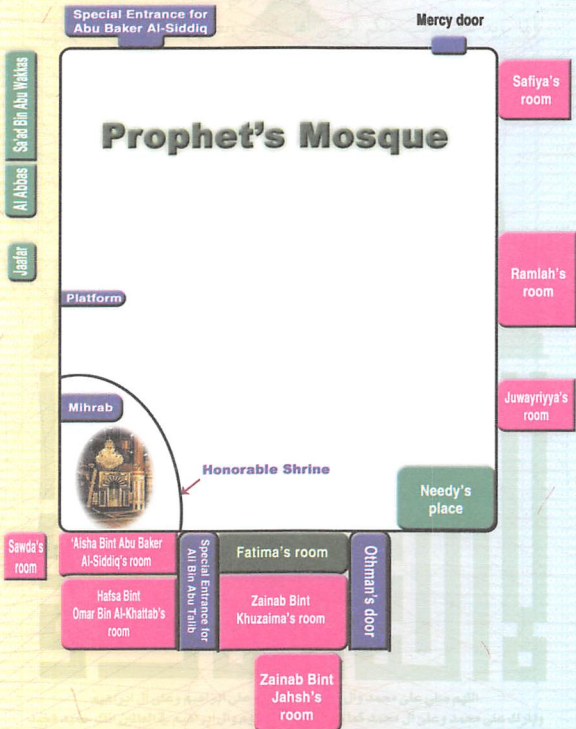 Special Entrance for
Abu Baker Al-Siddiq
Mercy door
Sa'ad Bin Abu Wakkas
Al Abbas
Jaafar
Prophet's Mosque
Safiya's
room
Ramlah's
room
Platform
Juwayriyya's
room
Mihrab
Honorable Shrine
Needy's
place
Sawda's
room
'Aisha Bint Abu Baker
Al-Siddiq's room
Special Entrance for
Ali Bin Abu Talib
Fatima's room
Othman's door
Hafsa Bint
Omar Bin Al-Khattab's
room
Zainab Bint
Khuzaima's room
Zainab Bint
Jahsh's
room